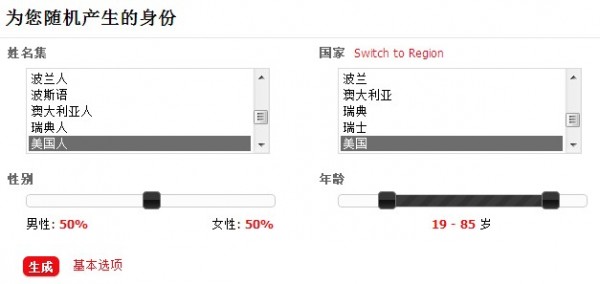 为您随机产生的身份
姓名集
国家 Switch to Region
波兰人
波斯语
澳大利亚人
瑞典人
美国人
波兰
澳大利亚
瑞典
瑞士
美国
性别
年龄
男性: 50%
女性: 50%
19 - 85 岁
生成 基本选项